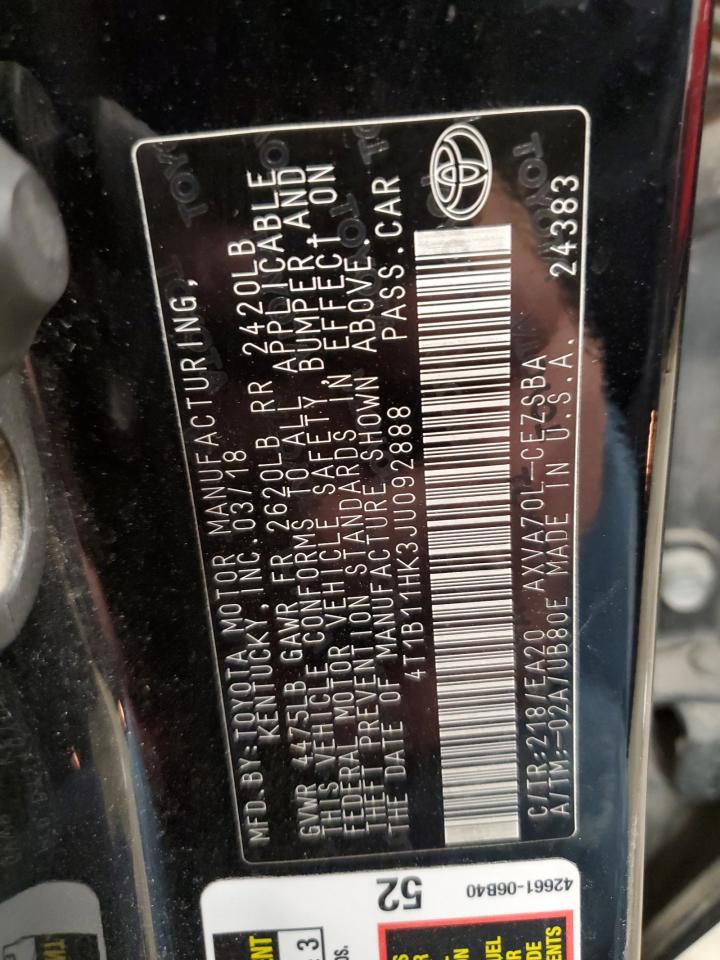 MFD. BY: TOYOTA MOTOR MANUFACTURING,
KENTUCKY, INC. 03/18
GVWR 4475LB GAWR FR 2620LB RR 2420LB
THIS VEHICLE CONFORMS TO ALL APPLICABLE
FEDERAL MOTOR VEHICLE SAFETY, BUMPER, AND
THEFT PREVENTION STANDARDS IN EFFECT ON
THE DATE OF MANUFACTURE SHOWN ABOVE.
4T1B11HK3JU092888 PASS. CAR
C/TR:218/EA20 AXVA70L-CEZSBA
A/TM:-02A/UB80E MADE IN U.S.A. 24383
52
42661-06B40